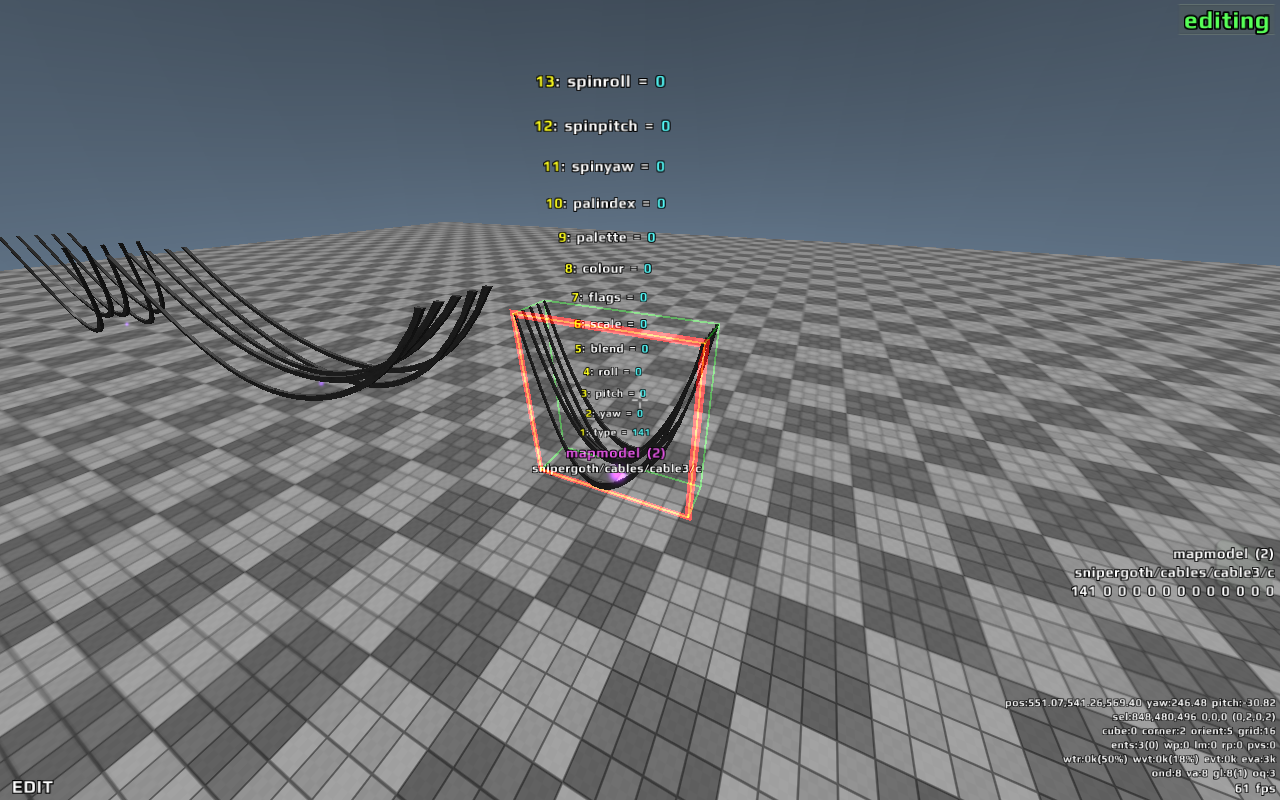 editing
13: spinroll = 0
12: spinpitch = 0
11: spinyaw = 0
10: palindex = 0
9: palette = 0
8: colour = 0
7: flags = 0
6: scale = 0
5: blend = 0
4: roll = 0
3: pitch = 0
2: yaw = 0
1: type = 141
mapmodel (2)
snipergoth/cables/cable3/c
mapmodel (2)
snipergoth/cables/cable3/c
141 0 0 0 0 0 0 0 0 0 0 0 0
pos:551.07,541.26,569.40 yaw:246.48 pitch:-30.82
sel:848,480,496 0,0,0 (0,2,0,2)
cube:0 corner:2 orient:5 grid:16
ents:3(0) wp:0 lm:0 rp:0 pvs:0
wtr:0k(50%) wvt:0k(18%) evt:0k eva:3k
ond:8 va:8 gl:8(1) oq:3
61 fps
EDIT